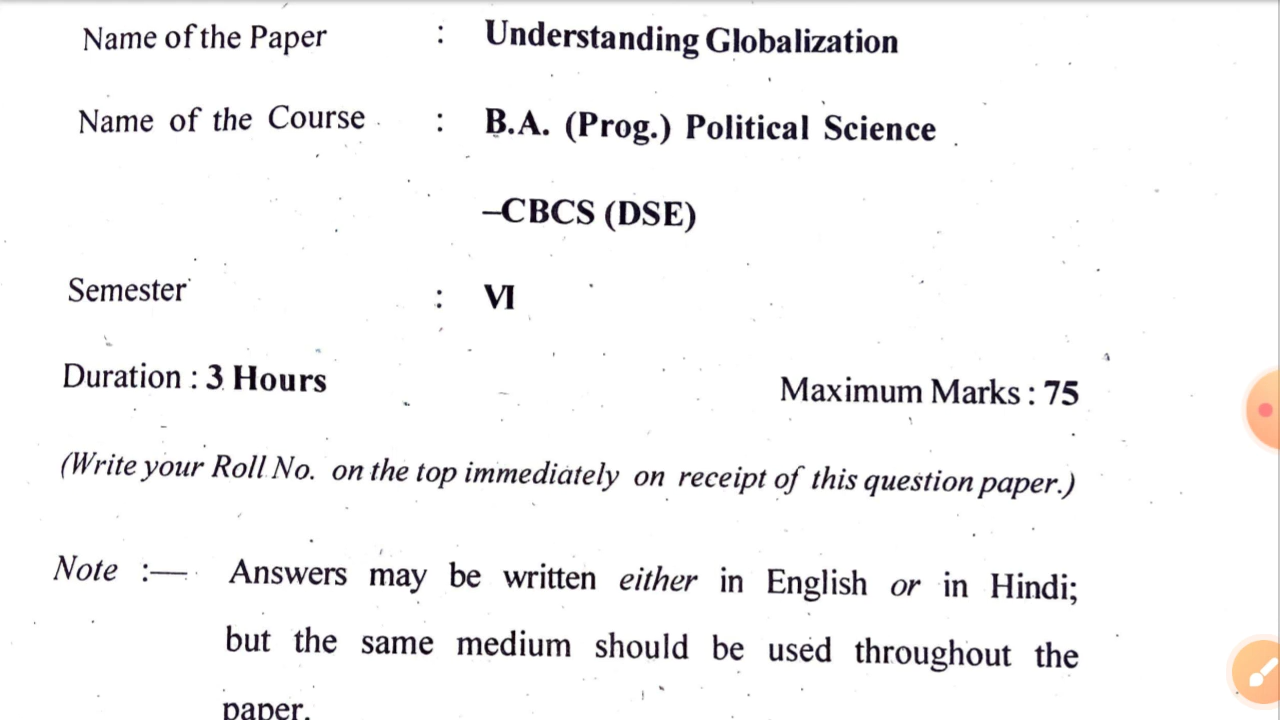 Name of the Paper : Understanding Globalization
Name of the Course : B.A. (Prog.) Political Science
–CBCS (DSE)
Semester : VI
Duration : 3 Hours Maximum Marks : 75
(Write your Roll No. on the top immediately on receipt of this question paper.)
Note :— Answers may be written either in English or in Hindi;
but the same medium should be used throughout the
paper.